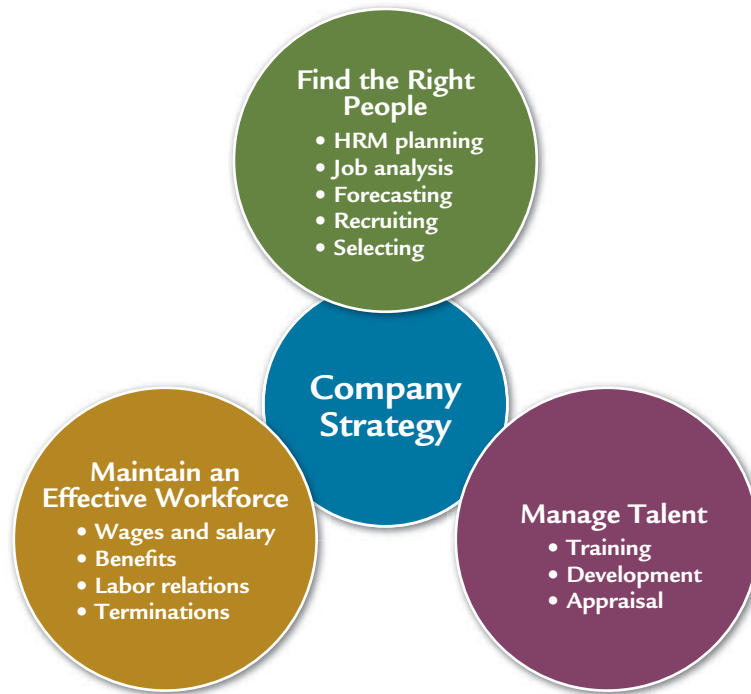 Find the Right
People
• HRM planning
• Job analysis
• Forecasting
• Recruiting
• Selecting
Company
Strategy
Maintain an
Effective Workforce
• Wages and salary
• Benefits
• Labor relations
• Terminations
Manage Talent
• Training
• Development
• Appraisal